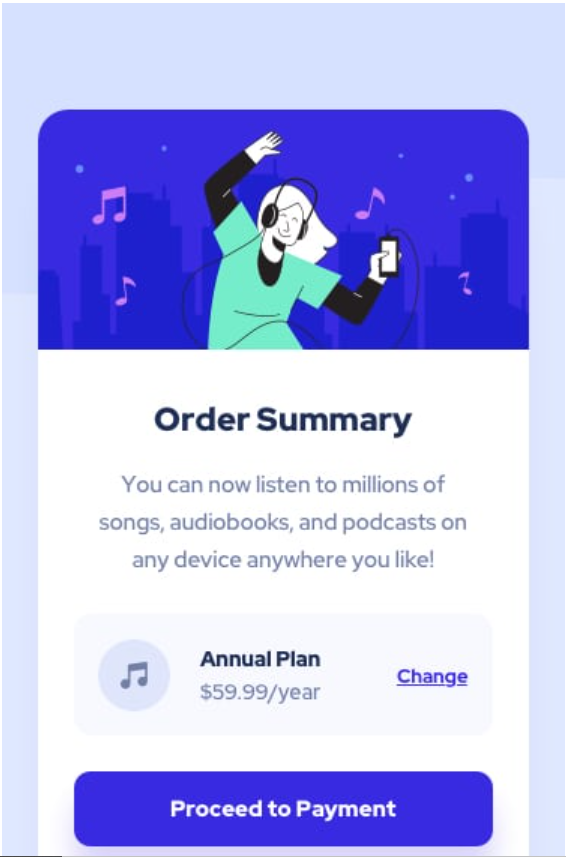 Order Summary
You can now listen to millions of
songs, audiobooks, and podcasts on
any device anywhere you like!
Annual Plan
$59.99/year
Change
Proceed to Payment